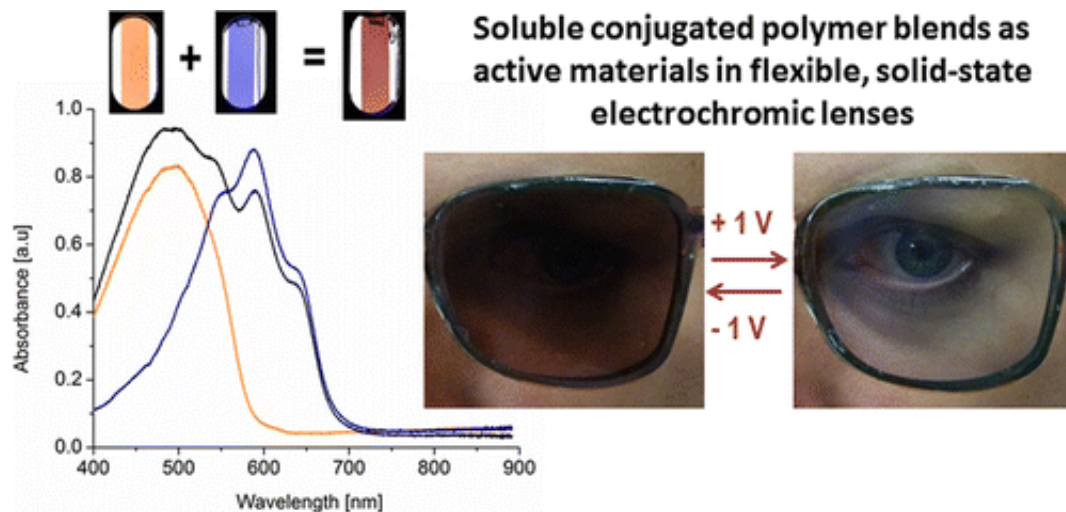 +
=
Soluble conjugated polymer blends as
active materials in flexible, solid-state
electrochromic lenses
1.0
0.8
0.6
0.4
0.2
0.0
Absorbance [a.u]
400
500
600
700
800
900
Wavelength [nm]
+ 1 V
- 1 V